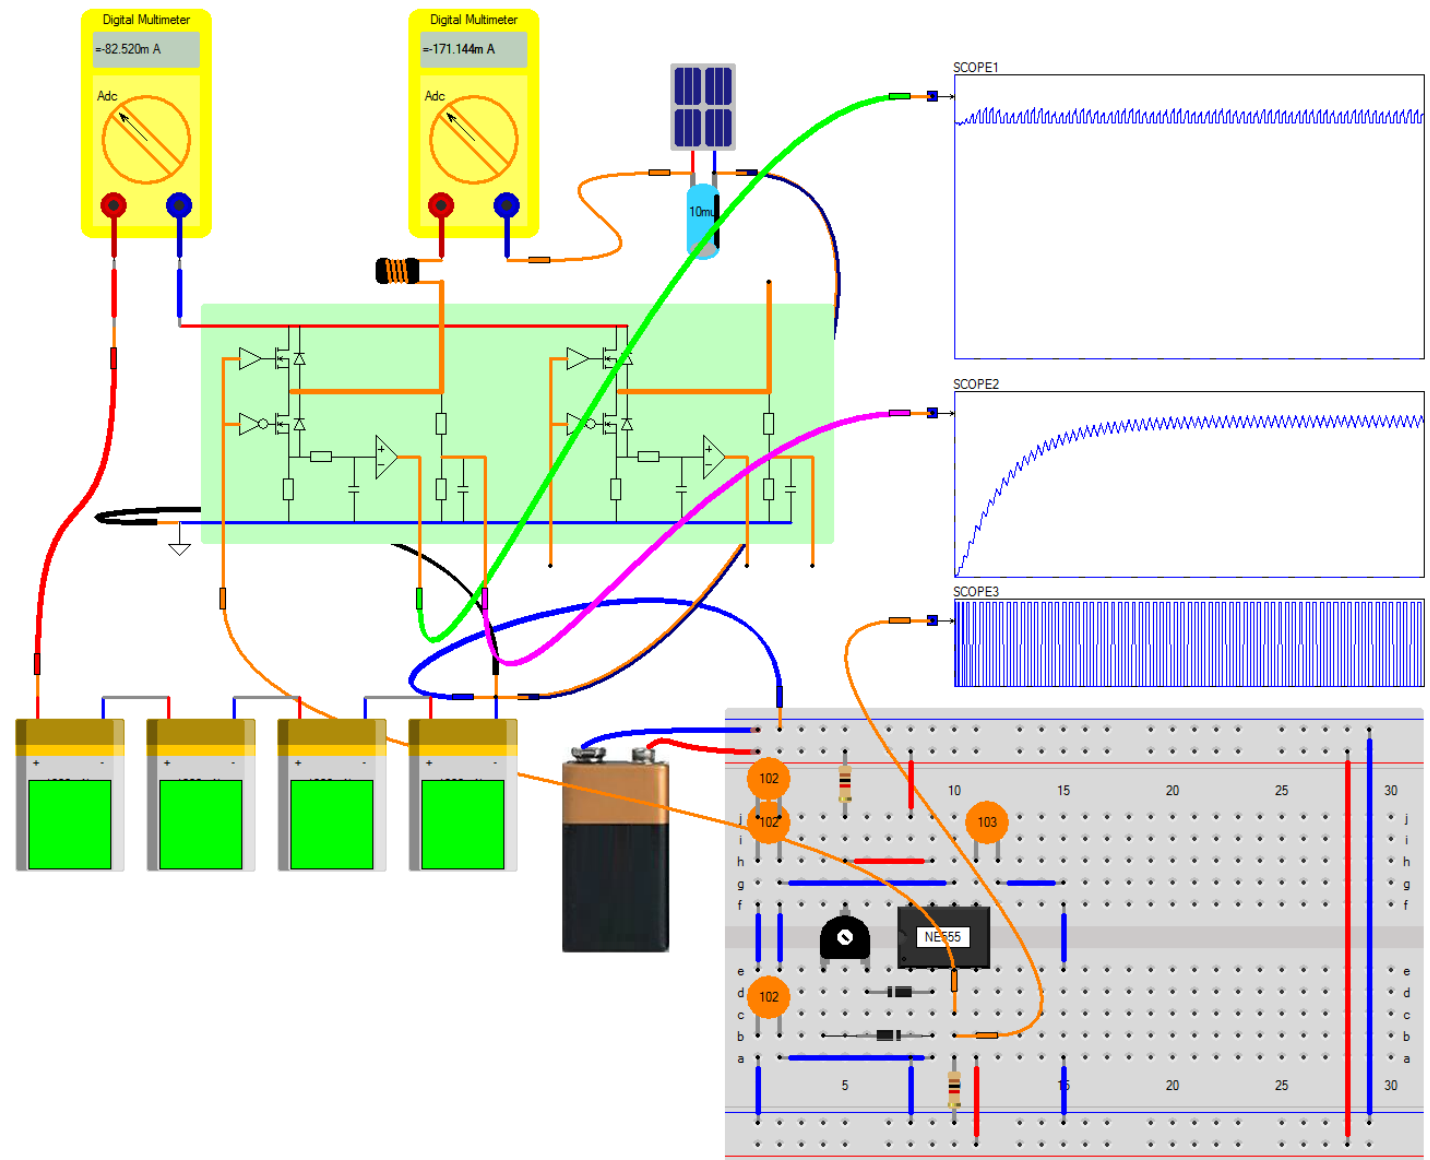 Digital Multimeter
=-82.520m A
Adc
Digital Multimeter
=-171.144m A
Adc
SCOPE1
10mu
SCOPE2
SCOPE3
+ -
+ -
+ -
+ -
102
10 15 20 25 30
j 102 103 j
i i
h h
g g
f f
NE555
e e
d 102 d
c c
b b
a a
5 15 20 25 30